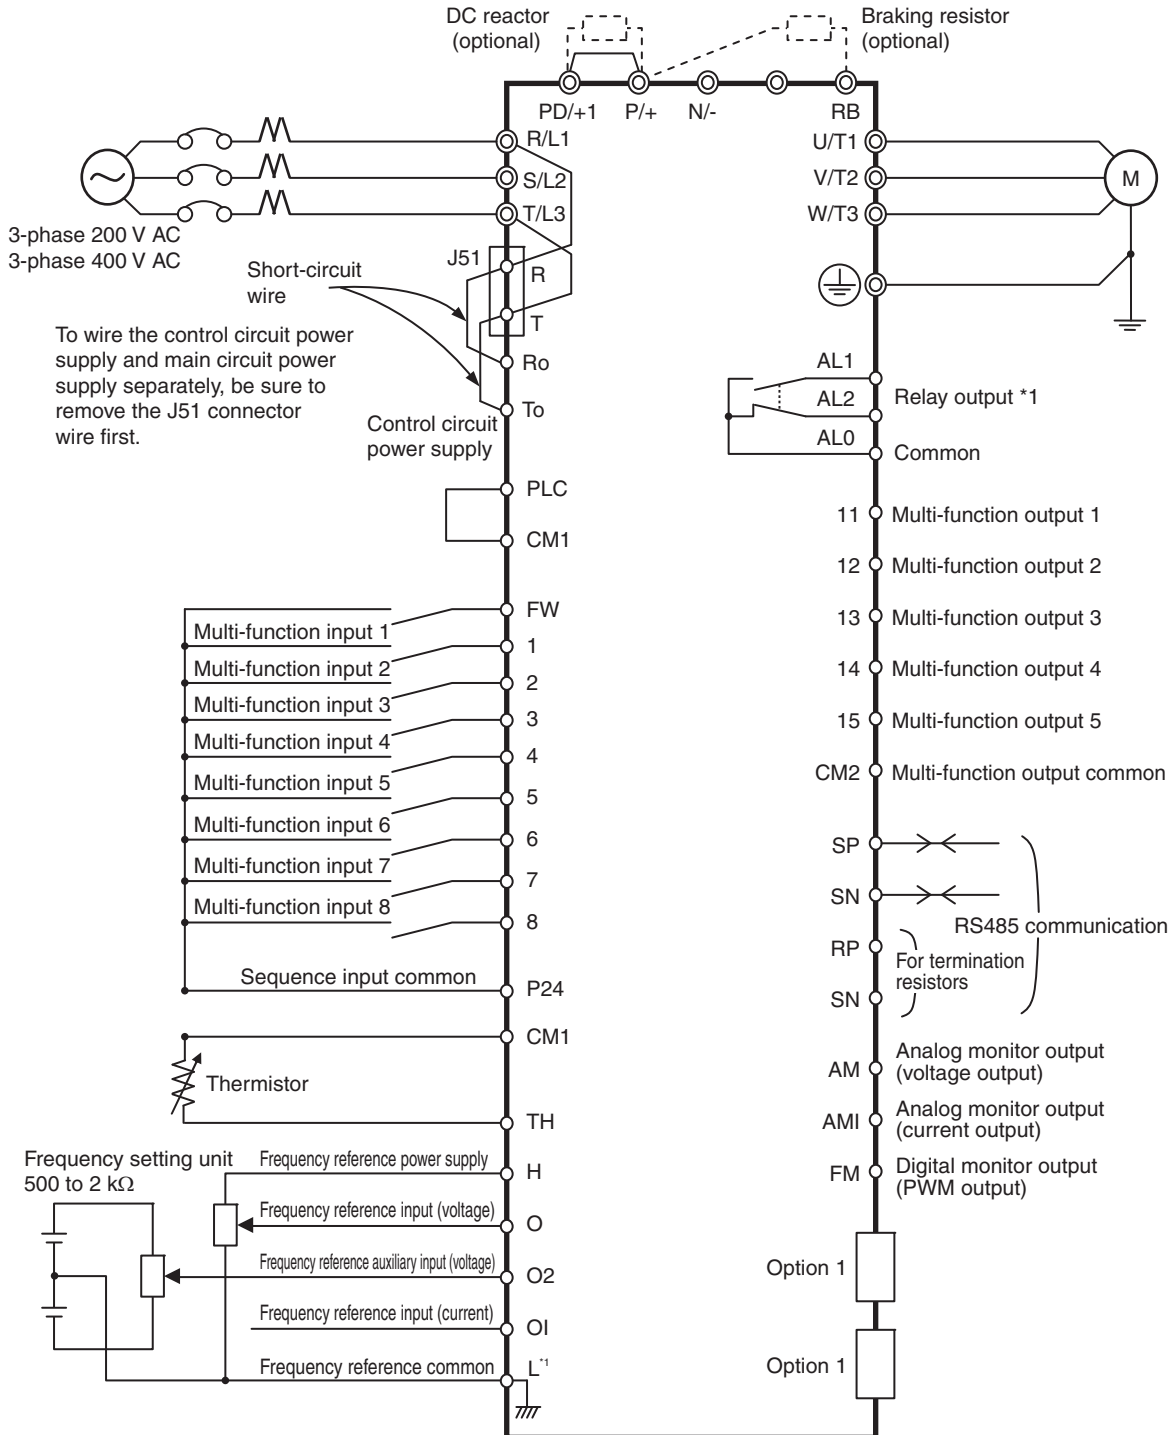 DC reactor
(optional)
Braking resistor
(optional)
PD/+1
P/+
N/-
RB
R/L1
S/L2
T/L3
3-phase 200 V AC
3-phase 400 V AC
U/T1
V/T2
W/T3
M
J51
R
T
Ro
To
Short-circuit
wire
To wire the control circuit power
supply and main circuit power
supply separately, be sure to
remove the J51 connector
wire first.
Control circuit
power supply
AL1
AL2
AL0
Relay output *1
Common
PLC
CM1
11 Multi-function output 1
12 Multi-function output 2
13 Multi-function output 3
14 Multi-function output 4
15 Multi-function output 5
CM2 Multi-function output common
FW
Multi-function input 1
1
Multi-function input 2
2
Multi-function input 3
3
Multi-function input 4
4
Multi-function input 5
5
Multi-function input 6
6
Multi-function input 7
7
Multi-function input 8
8
Sequence input common
P24
SP
SN
RS485 communication
RP
For termination
resistors
SN
CM1
Thermistor
TH
AM
Analog monitor output
(voltage output)
AMI
Analog monitor output
(current output)
FM
Digital monitor output
(PWM output)
Frequency setting unit
500 to 2 kΩ
Frequency reference power supply
H
Frequency reference input (voltage)
O
Frequency reference auxiliary input (voltage)
O2
Frequency reference input (current)
OI
Frequency reference common
L*1
Option 1
Option 1